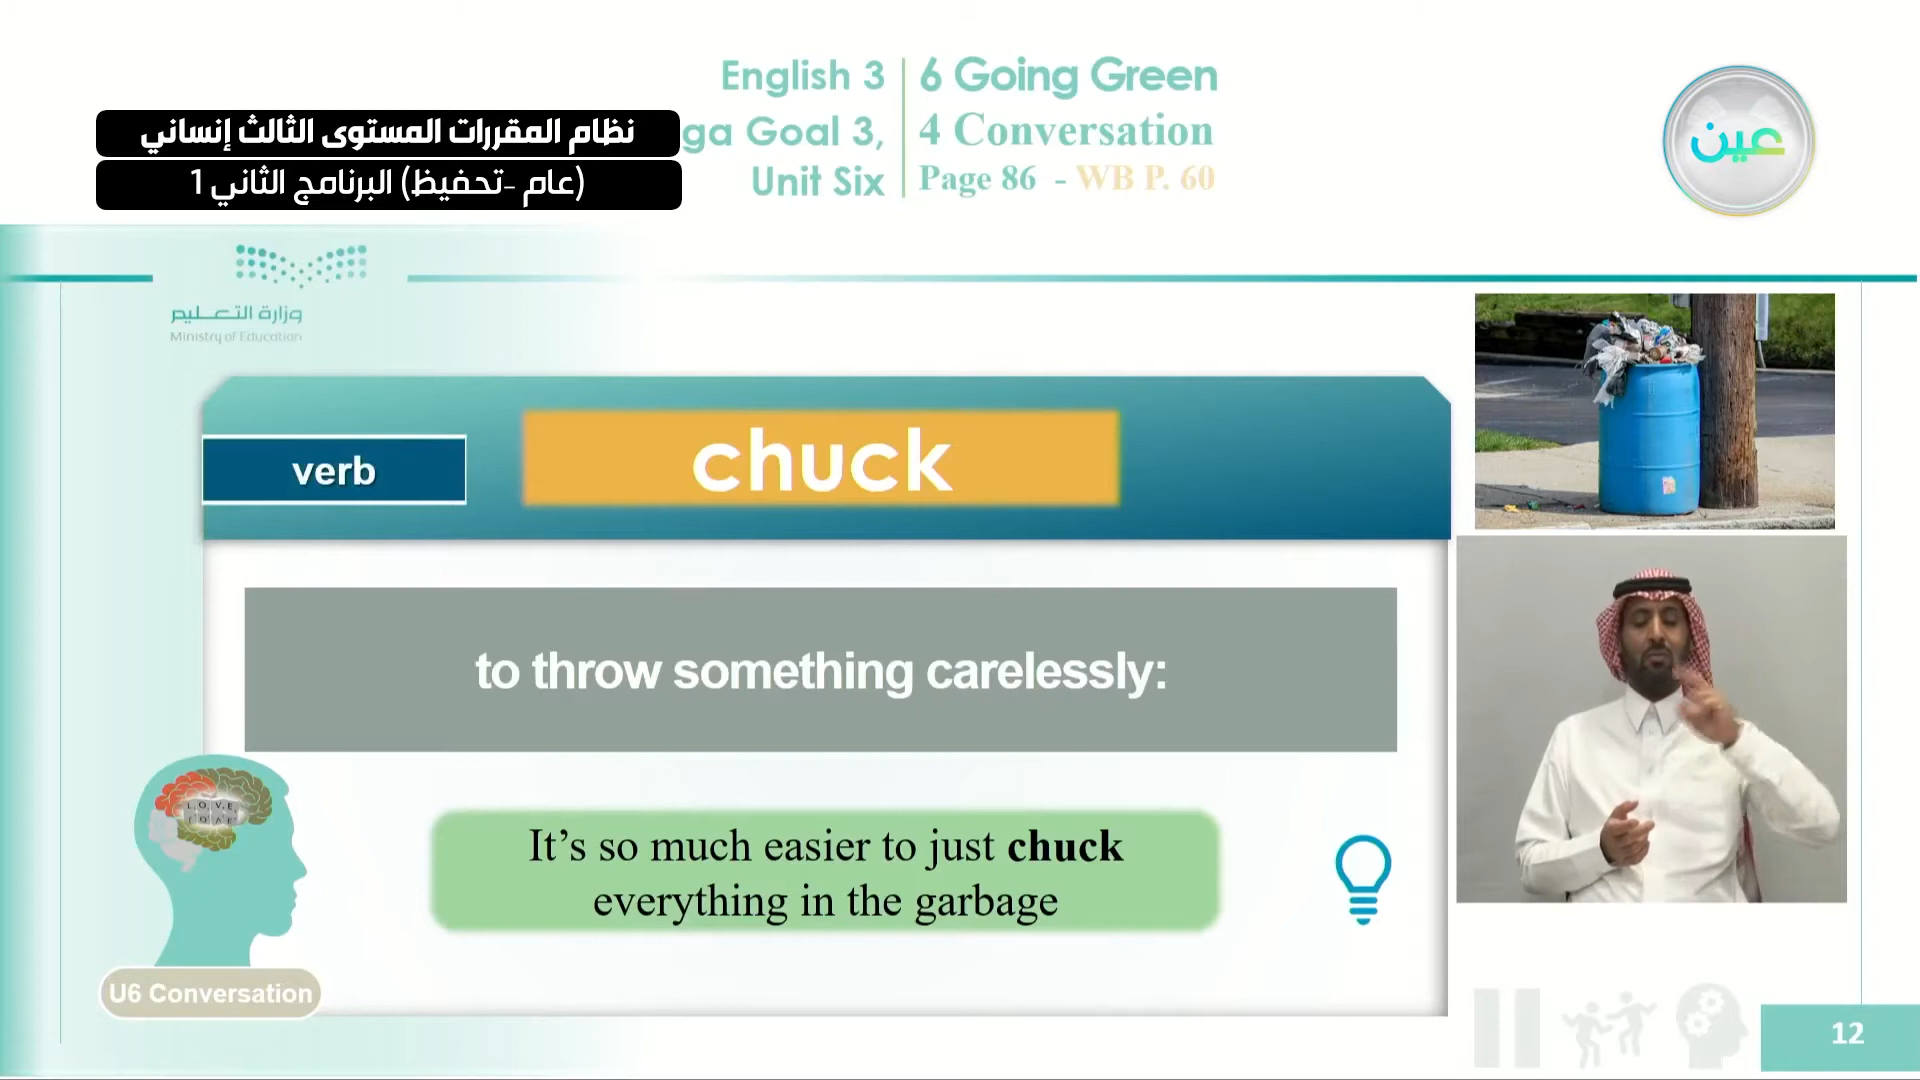 English 3
6 Going Green
نظام المقررات المستوى الثالث إنساني
ga Goal 3,
4 Conversation
(عام -تحفيظ) البرنامج الثاني 1
Unit Six
Page 86 - WB P. 60
عين
وزارة التعليم
Ministry of Education
verb
chuck
to throw something carelessly:
It's so much easier to just chuck
everything in the garbage
L.O.V.E.
U6 Conversation
12